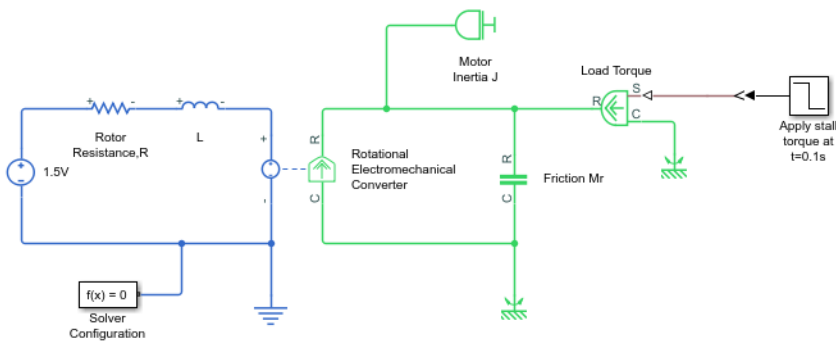 Motor
Inertia J
Load Torque
S
R
C
Apply stall
torque at
t=0.1s
+ -
+ -
Rotor
Resistance,R
L
+
-
1.5V
R
C
Rotational
Electromechanical
Converter
R
C
Friction Mr
f(x) = 0
Solver
Configuration